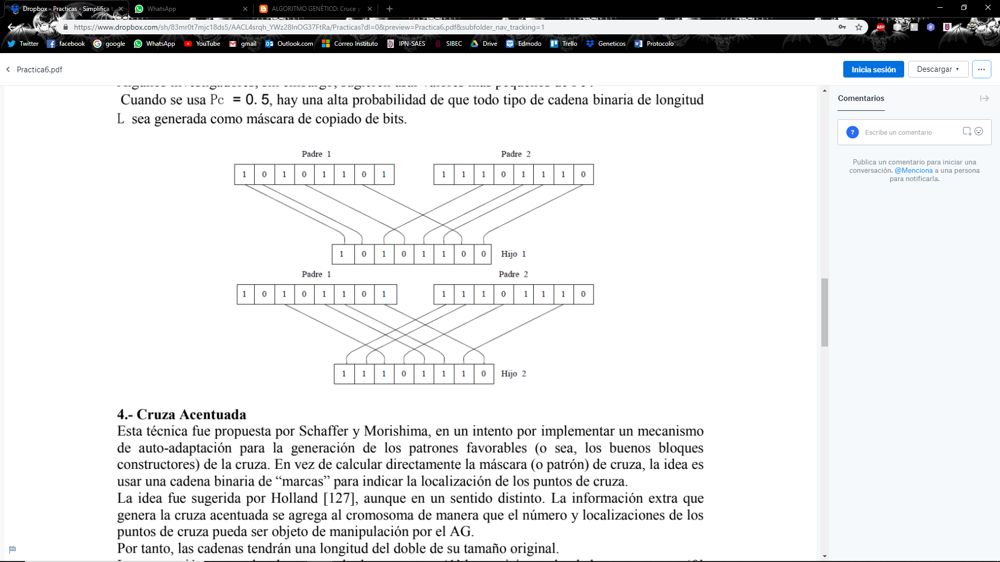 Dropbox - Practicas - Simplifica t
WhatsApp
ALGORITMO GENÉTICO: Cruce y
https://www.dropbox.com/sh/83mr0t7mjc18ds5/AACL4srqh_YWz28InOG37FtRa/Practicas?dl=0&preview=Practica6.pdf&subfolder_nav_tracking=1
Twitter facebook google WhatsApp YouTube gmail Outlook.com Correo Instituto IPN-SAES SIBEC Drive Edmodo Trello Geneticos Protocolo
Practica6.pdf
Inicia sesión
Descargar
Cuando se usa Pc = 0.5, hay una alta probabilidad de que todo tipo de cadena binaria de longitud
L sea generada como máscara de copiado de bits.
Padre 1 Padre 2
1 0 1 0 1 1 0 1 1 1 1 0 1 1 1 0
1 0 1 0 1 1 0 0 Hijo 1
Padre 1 Padre 2
1 0 1 0 1 1 0 1 1 1 1 0 1 1 1 0
1 1 1 0 1 1 1 0 Hijo 2
4.- Cruza Acentuada
Esta técnica fue propuesta por Schaffer y Morishima, en un intento por implementar un mecanismo
de auto-adaptación para la generación de los patrones favorables (o sea, los buenos bloques
constructores) de la cruza. En vez de calcular directamente la máscara (o patrón) de cruza, la idea es
usar una cadena binaria de “marcas” para indicar la localización de los puntos de cruza.
La idea fue sugerida por Holland [127], aunque en un sentido distinto. La información extra que
genera la cruza acentuada se agrega al cromosoma de manera que el número y localizaciones de los
puntos de cruza pueda ser objeto de manipulación por el AG.
Por tanto, las cadenas tendrán una longitud del doble de su tamaño original.
Comentarios
? Escribe un comentario
Publica un comentario para iniciar una
conversación. @Menciona a una persona
para notificarla.